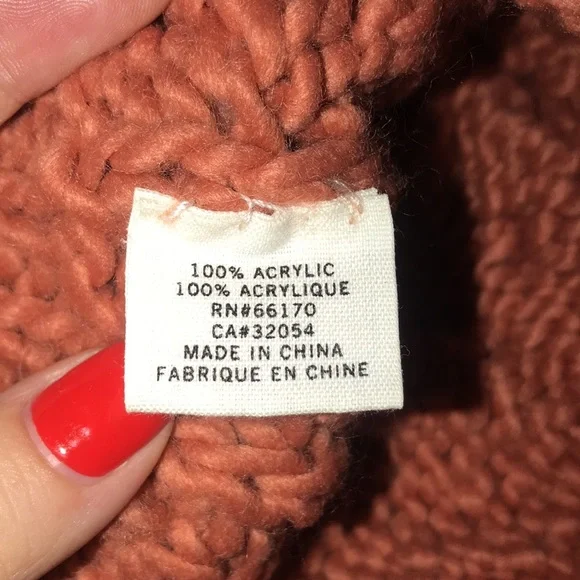 100% ACRYLIC
100% ACRYLIQUE
RN#66170
CA#32054
MADE IN CHINA
FABRIQUE EN CHINE